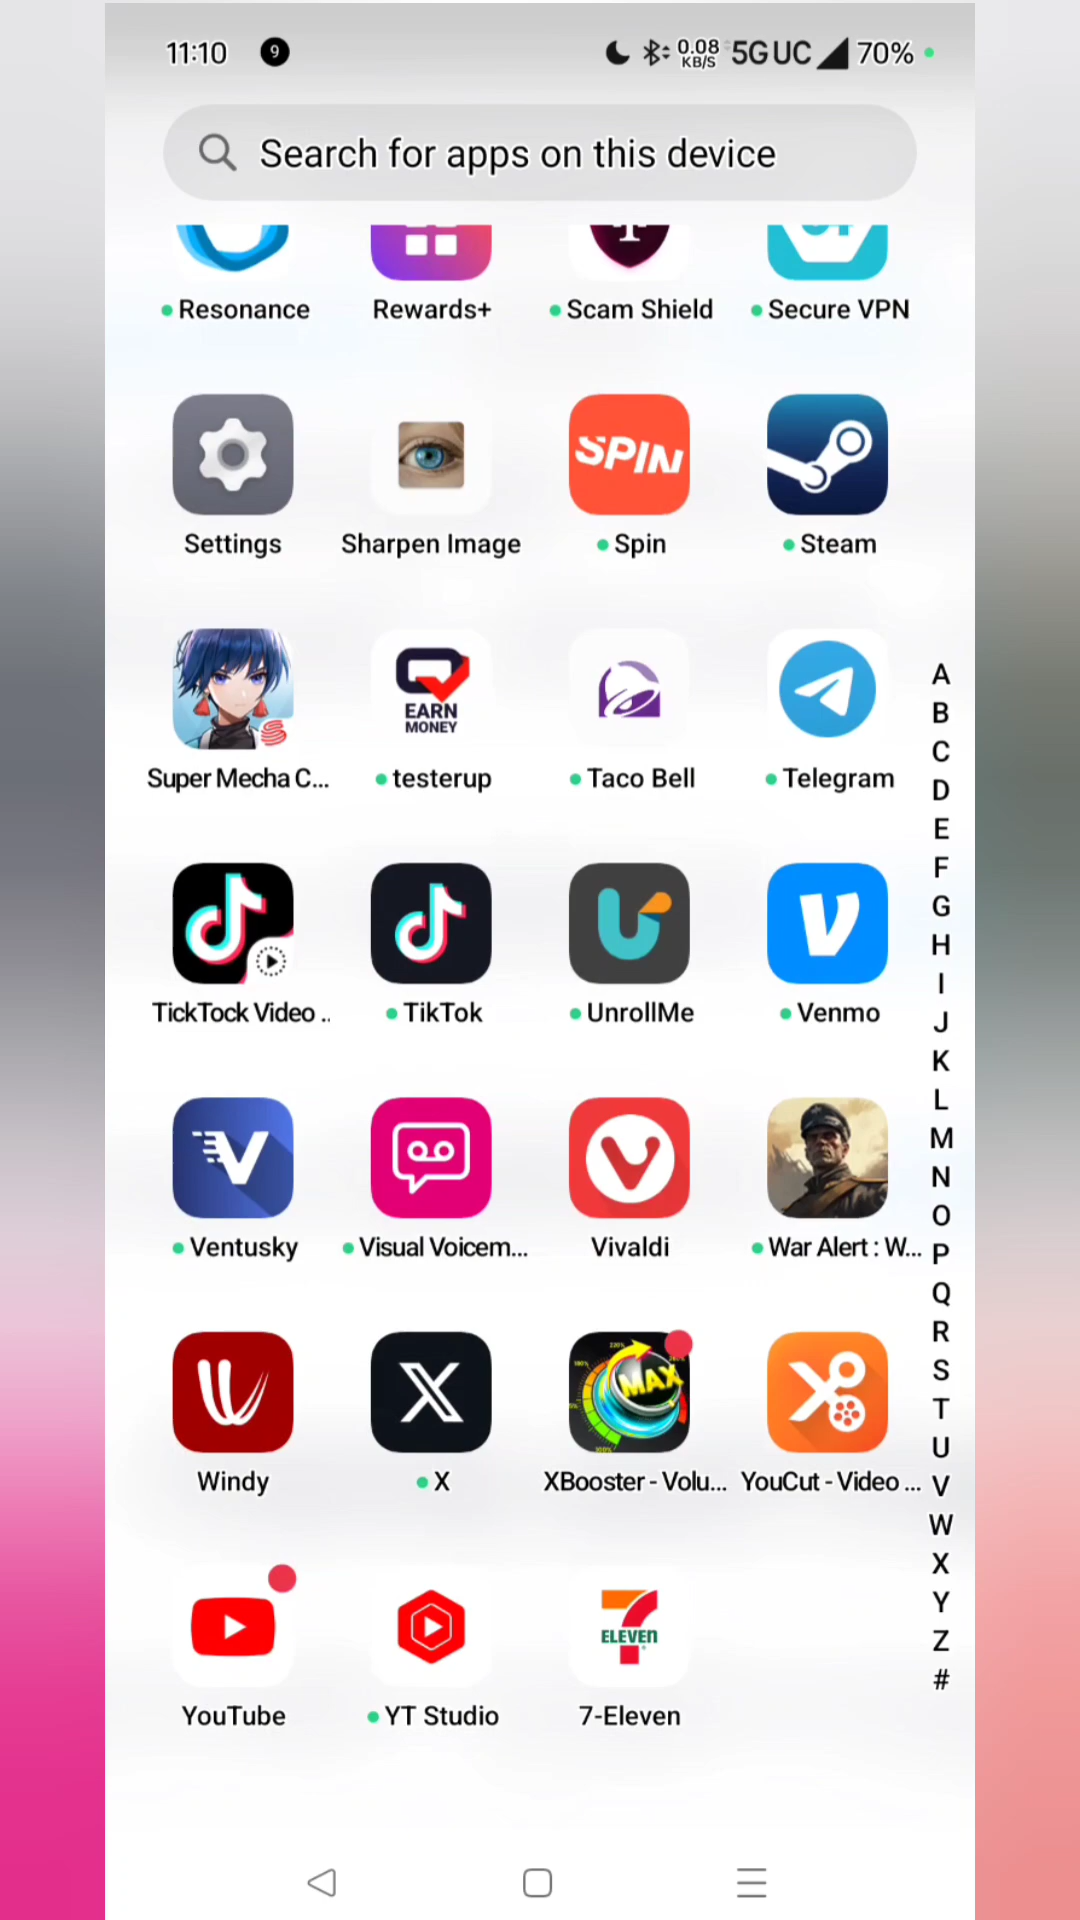 11:10 9 0.08 KB/S 5G UC 70%
Search for apps on this device
Resonance Rewards+ Scam Shield Secure VPN
SPIN
Settings Sharpen Image Spin Steam
EARN
MONEY
Super Mecha C... testerup Taco Bell Telegram
TickTock Video .. TikTok UnrollMe Venmo
Ventusky Visual Voicem... Vivaldi War Alert : W...
MAX
Windy X XBooster - Volu... YouCut - Video ...
7
ELEVEN
YouTube YT Studio 7-Eleven
A
B
C
D
E
F
G
H
I
J
K
L
M
N
O
P
Q
R
S
T
U
V
W
X
Y
Z
#